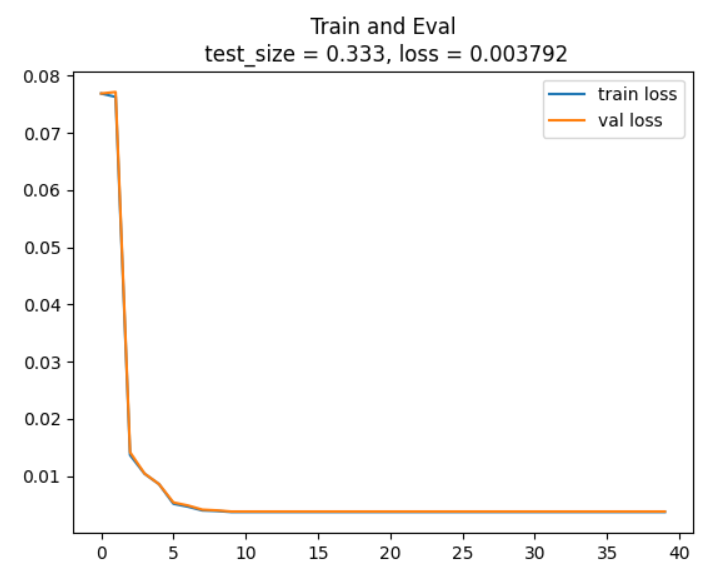 Train and Eval
test_size = 0.333, loss = 0.003792
0.08
0.07
0.06
0.05
0.04
0.03
0.02
0.01
train loss
val loss
0 5 10 15 20 25 30 35 40